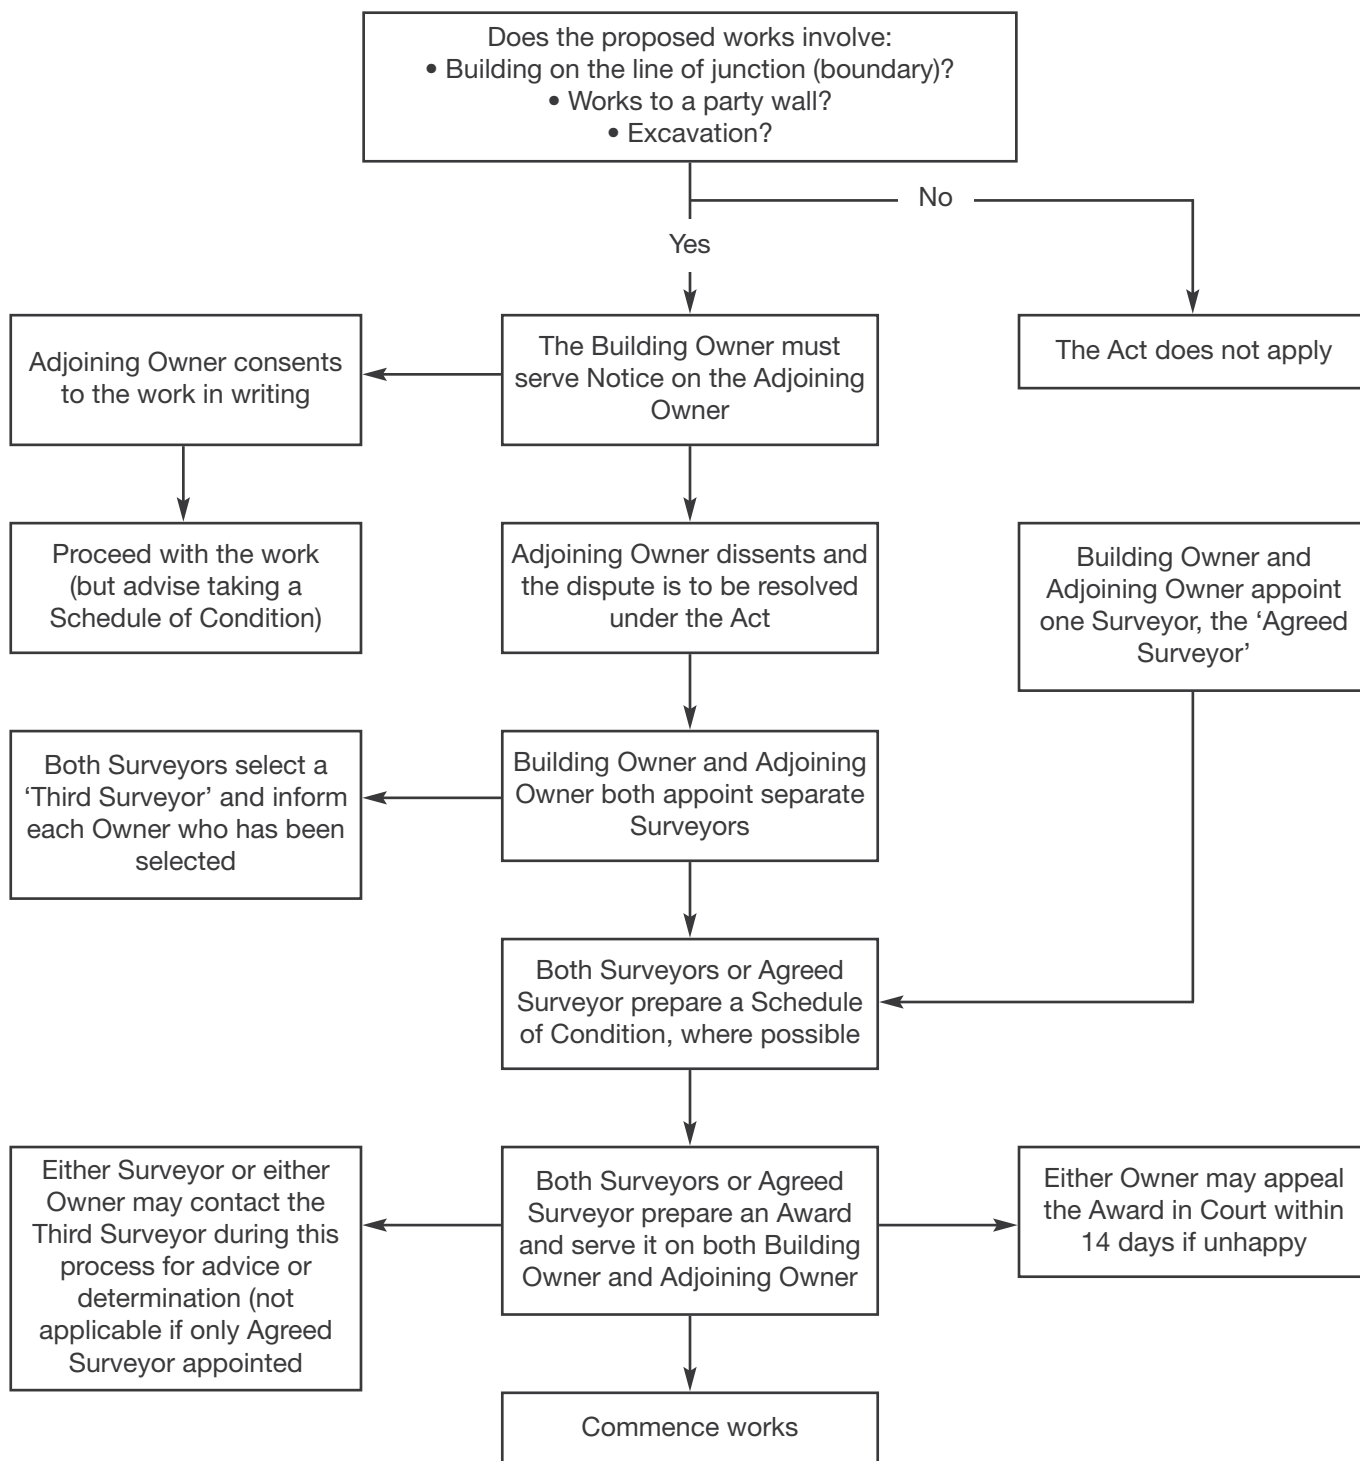 Does the proposed works involve:
• Building on the line of junction (boundary)?
• Works to a party wall?
• Excavation?
No
Yes
Adjoining Owner consents
to the work in writing
The Building Owner must
serve Notice on the Adjoining
Owner
The Act does not apply
Proceed with the work
(but advise taking a
Schedule of Condition)
Adjoining Owner dissents and
the dispute is to be resolved
under the Act
Building Owner and
Adjoining Owner appoint
one Surveyor, the ‘Agreed
Surveyor’
Both Surveyors select a
‘Third Surveyor’ and inform
each Owner who has been
selected
Building Owner and Adjoining
Owner both appoint separate
Surveyors
Both Surveyors or Agreed
Surveyor prepare a Schedule
of Condition, where possible
Either Surveyor or either
Owner may contact the
Third Surveyor during this
process for advice or
determination (not
applicable if only Agreed
Surveyor appointed
Both Surveyors or Agreed
Surveyor prepare an Award
and serve it on both Building
Owner and Adjoining Owner
Either Owner may appeal
the Award in Court within
14 days if unhappy
Commence works